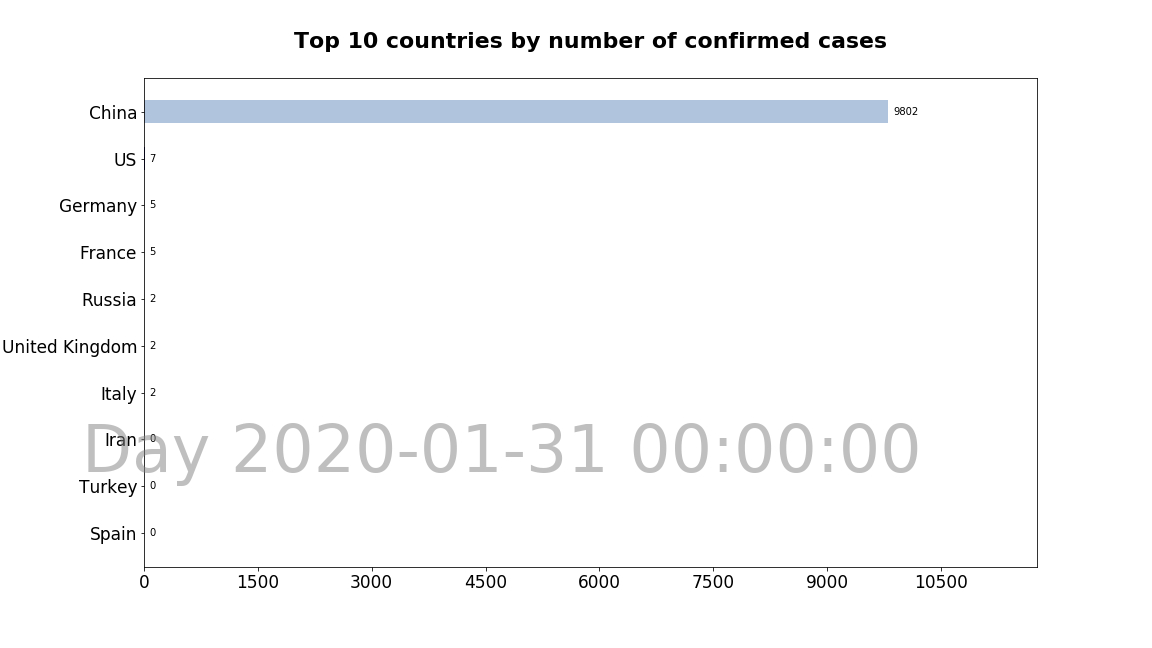 Top 10 countries by number of confirmed cases
China 9802
US 7
Germany 5
France 5
Russia 2
United Kingdom 2
Italy 2
Iran 0
Day 2020-01-31 00:00:00
Turkey 0
Spain 0
0 1500 3000 4500 6000 7500 9000 10500